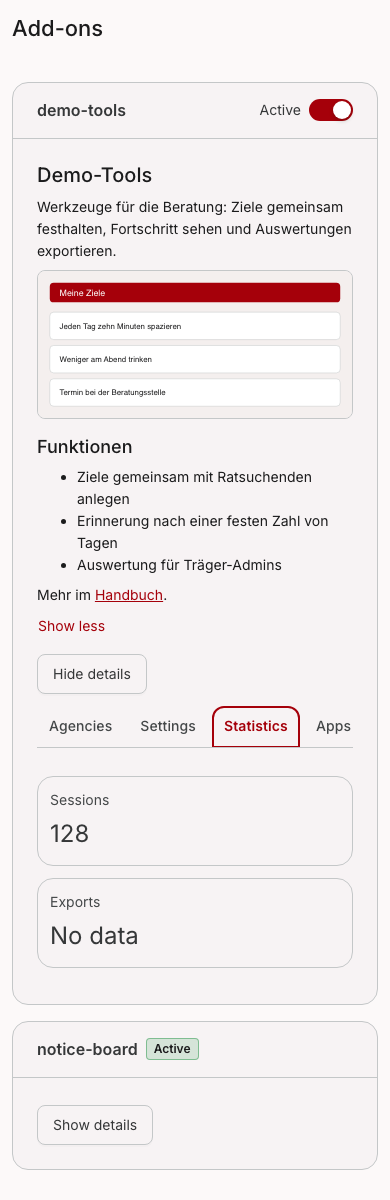 Add-ons
demo-tools
Active
Demo-Tools
Werkzeuge für die Beratung: Ziele gemeinsam
festhalten, Fortschritt sehen und Auswertungen
exportieren.
Meine Ziele
Jeden Tag zehn Minuten spazieren
Weniger am Abend trinken
Termin bei der Beratungsstelle
Funktionen
Ziele gemeinsam mit Ratsuchenden
anlegen
Erinnerung nach einer festen Zahl von
Tagen
Auswertung für Träger-Admins
Mehr im Handbuch.
Show less
Hide details
Agencies Settings Statistics Apps
Sessions
128
Exports
No data
notice-board Active
Show details